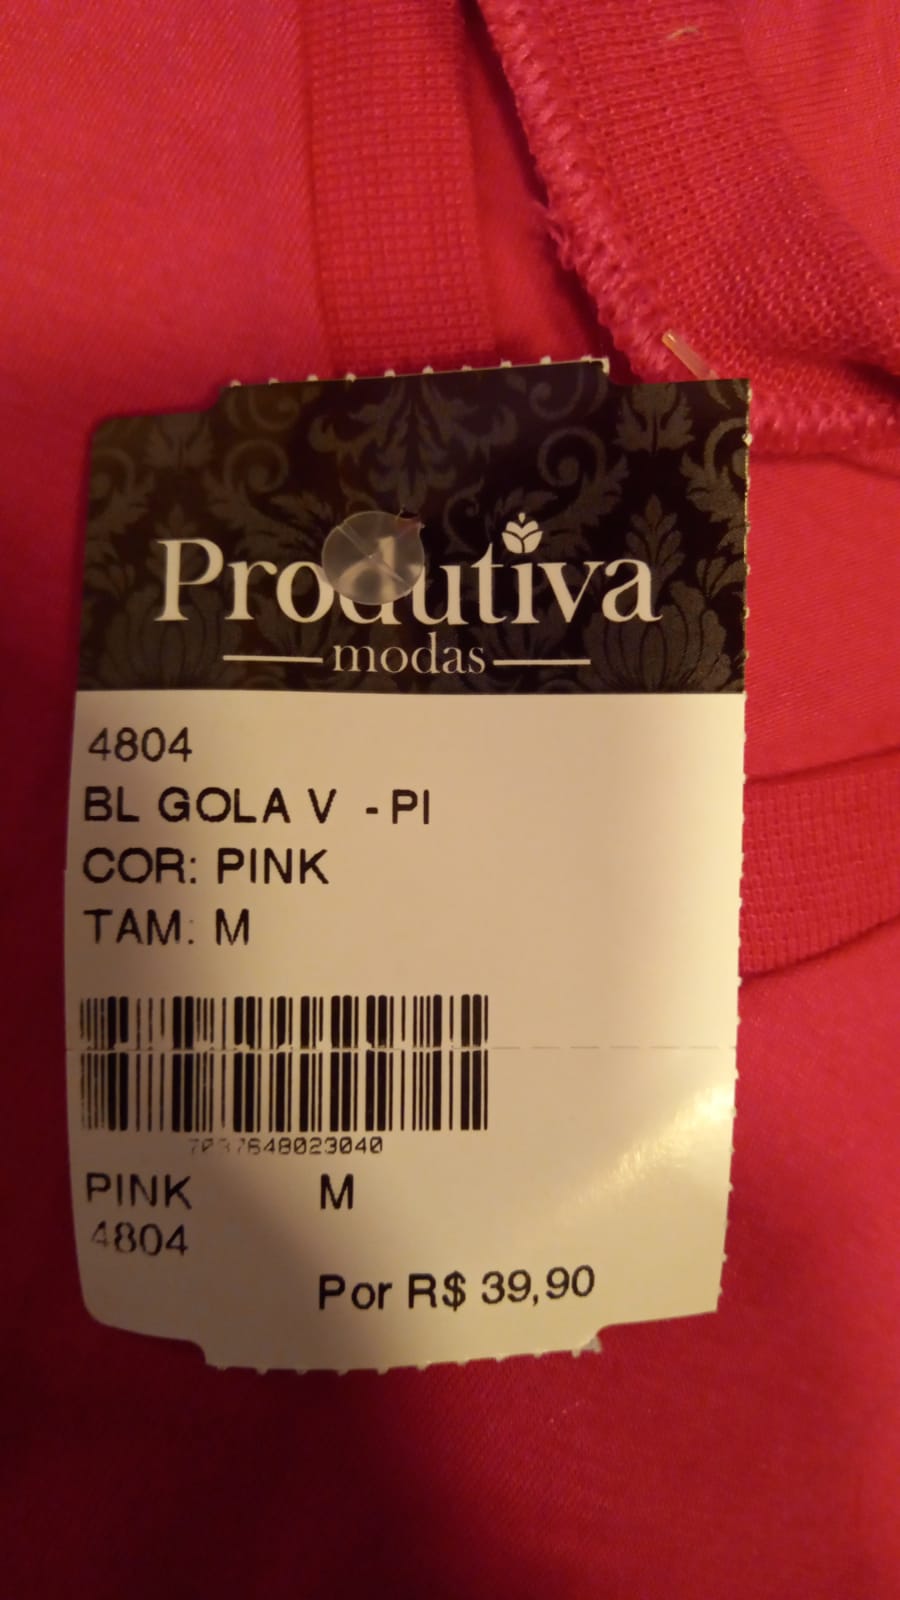 Produtiva
modas
4804
BL GOLA V - PI
COR: PINK
TAM: M
PINK M
4804
Por R$ 39,90